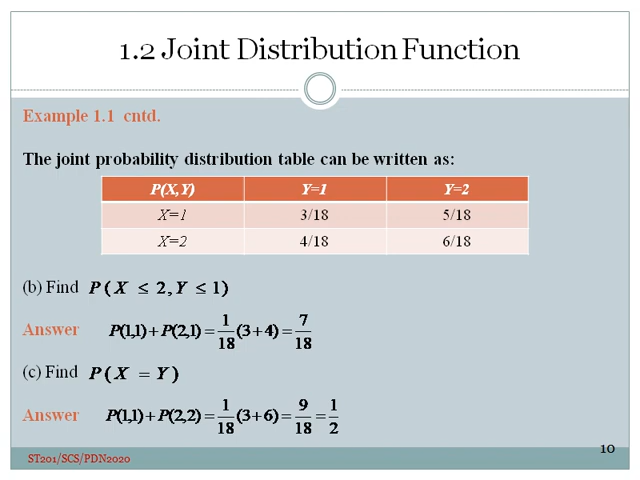 1.2 Joint Distribution Function
Example 1.1 cntd.
The joint probability distribution table can be written as:
P(X,Y) Y=1 Y=2
X=1 3/18 5/18
X=2 4/18 6/18
(b) Find P ( X ≤ 2, Y ≤ 1)
Answer P(1,1) + P(2,1) = 1/18 (3+4) = 7/18
(c) Find P ( X = Y )
Answer P(1,1) + P(2,2) = 1/18 (3+6) = 9/18 = 1/2
10
ST201/SCS/PDN2020